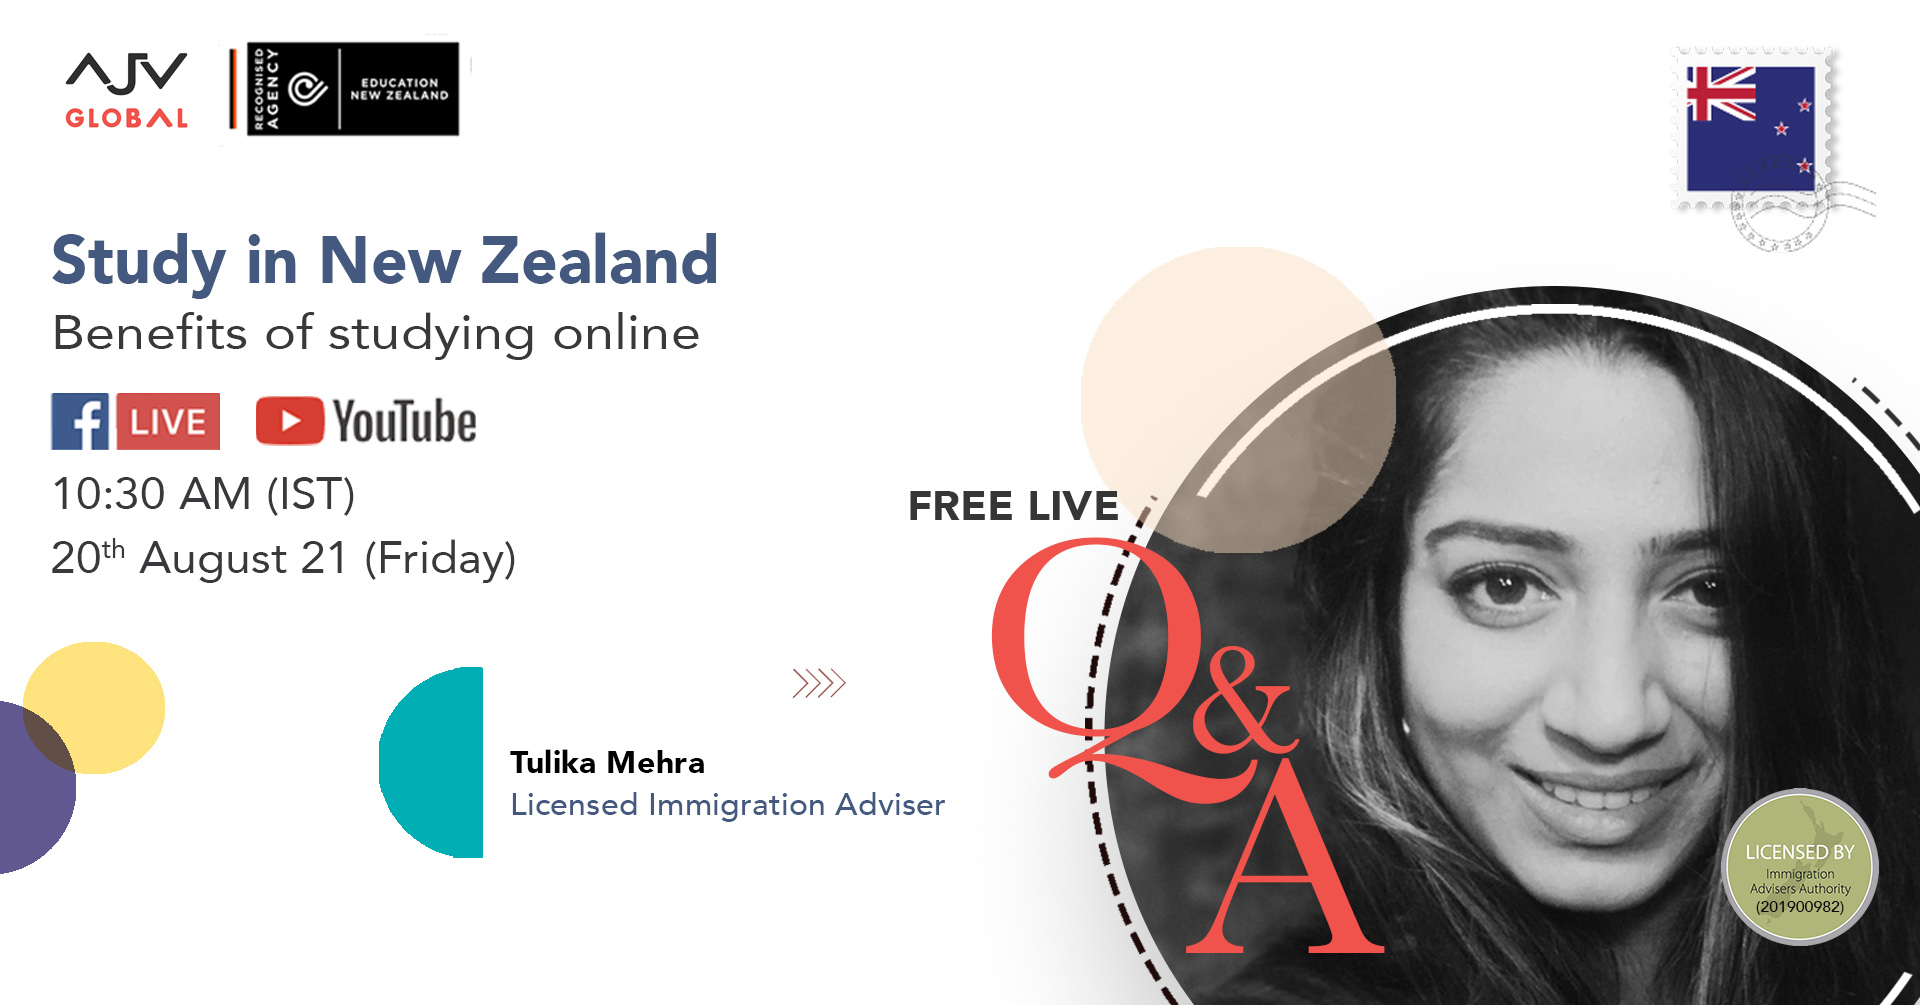 AJV
GLOBAL
RECOGNISED
AGENCY
EDUCATION
NEW ZEALAND
Study in New Zealand
Benefits of studying online
f LIVE
YouTube
10:30 AM (IST)
20th August 21 (Friday)
FREE LIVE
Q
&
A
Tulika Mehra
Licensed Immigration Adviser
LICENSED BY
Immigration
Advisers Authority
(201900982)